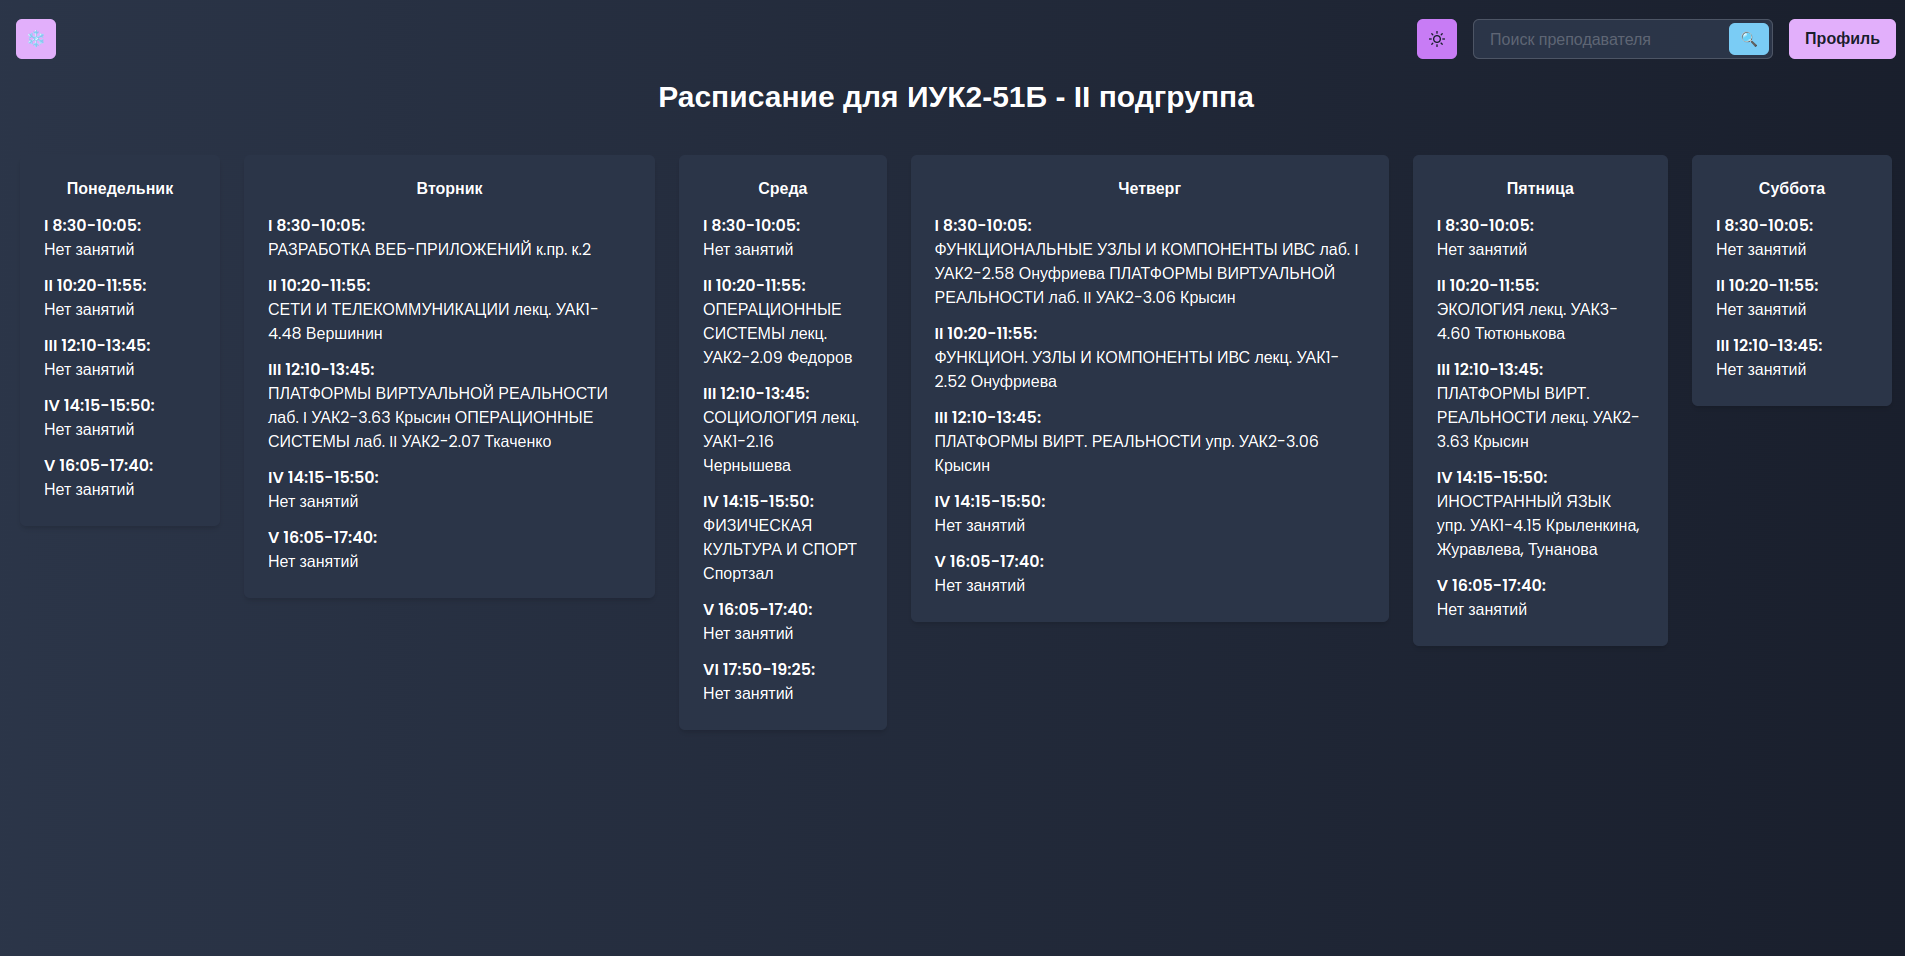 Поиск преподавателя
Профиль
Расписание для ИУК2-51Б - II подгруппа
Понедельник
I 8:30-10:05:
Нет занятий
II 10:20-11:55:
Нет занятий
III 12:10-13:45:
Нет занятий
IV 14:15-15:50:
Нет занятий
V 16:05-17:40:
Нет занятий
Вторник
I 8:30-10:05:
РАЗРАБОТКА ВЕБ-ПРИЛОЖЕНИЙ к.пр. к.2
II 10:20-11:55:
СЕТИ И ТЕЛЕКОММУНИКАЦИИ лекц. УАК1-
4.48 Вершинин
III 12:10-13:45:
ПЛАТФОРМЫ ВИРТУАЛЬНОЙ РЕАЛЬНОСТИ
лаб. I УАК2-3.63 Крысин ОПЕРАЦИОННЫЕ
СИСТЕМЫ лаб. II УАК2-2.07 Ткаченко
IV 14:15-15:50:
Нет занятий
V 16:05-17:40:
Нет занятий
Среда
I 8:30-10:05:
Нет занятий
II 10:20-11:55:
ОПЕРАЦИОННЫЕ
СИСТЕМЫ лекц.
УАК2-2.09 Федоров
III 12:10-13:45:
СОЦИОЛОГИЯ лекц.
УАК1-2.16
Чернышева
IV 14:15-15:50:
ФИЗИЧЕСКАЯ
КУЛЬТУРА И СПОРТ
Спортзал
V 16:05-17:40:
Нет занятий
VI 17:50-19:25:
Нет занятий
Четверг
I 8:30-10:05:
ФУНКЦИОНАЛЬНЫЕ УЗЛЫ И КОМПОНЕНТЫ ИВС лаб. I
УАК2-2.58 Онуфриева ПЛАТФОРМЫ ВИРТУАЛЬНОЙ
РЕАЛЬНОСТИ лаб. II УАК2-3.06 Крысин
II 10:20-11:55:
ФУНКЦИОН. УЗЛЫ И КОМПОНЕНТЫ ИВС лекц. УАК1-
2.52 Онуфриева
III 12:10-13:45:
ПЛАТФОРМЫ ВИРТ. РЕАЛЬНОСТИ упр. УАК2-3.06
Крысин
IV 14:15-15:50:
Нет занятий
V 16:05-17:40:
Нет занятий
Пятница
I 8:30-10:05:
Нет занятий
II 10:20-11:55:
ЭКОЛОГИЯ лекц. УАК3-
4.60 Тютюнькова
III 12:10-13:45:
ПЛАТФОРМЫ ВИРТ.
РЕАЛЬНОСТИ лекц. УАК2-
3.63 Крысин
IV 14:15-15:50:
ИНОСТРАННЫЙ ЯЗЫК
упр. УАК1-4.15 Крыленкина,
Журавлева, Тунанова
V 16:05-17:40:
Нет занятий
Суббота
I 8:30-10:05:
Нет занятий
II 10:20-11:55:
Нет занятий
III 12:10-13:45:
Нет занятий